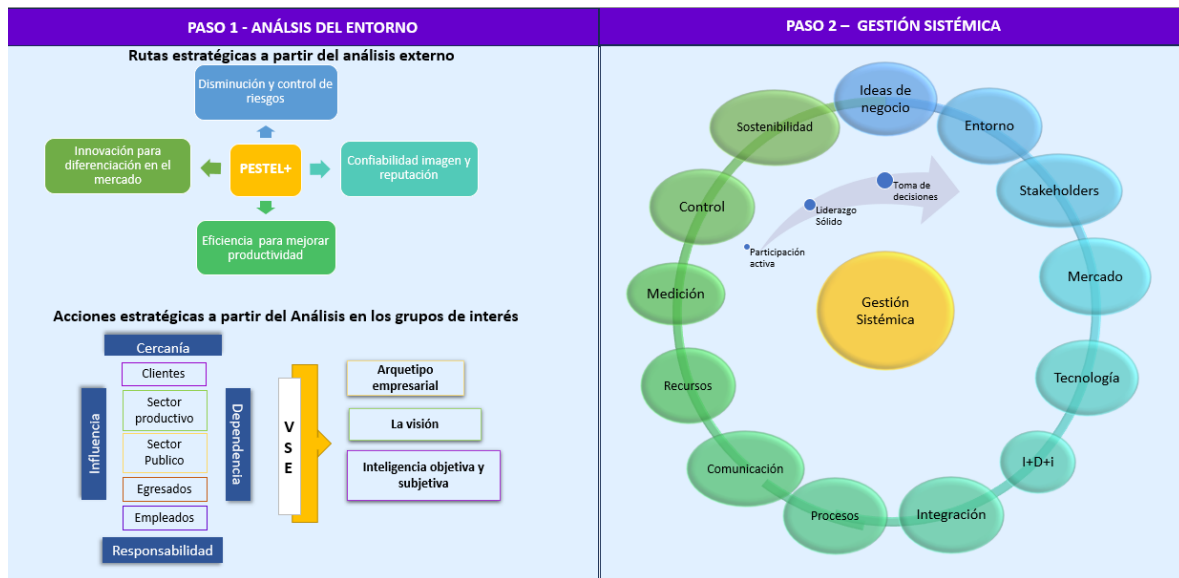 PASO 1 - ANÁLSIS DEL ENTORNO
Rutas estratégicas a partir del análisis externo
Disminución y control de
riesgos
Innovación para
diferenciación en el
mercado
PESTEL+
Confiabilidad imagen y
reputación
Eficiencia para mejorar
productividad
Acciones estratégicas a partir del Análisis en los grupos de interés
Cercanía
Influencia
Clientes
Sector
productivo
Sector
Publico
Egresados
Empleados
Dependencia
Responsabilidad
V
S
E
Arquetipo
empresarial
La visión
Inteligencia objetiva y
subjetiva
PASO 2 – GESTIÓN SISTÉMICA
Ideas de
negocio
Entorno
Stakeholders
Mercado
Tecnología
I+D+i
Integración
Procesos
Comunicación
Recursos
Medición
Control
Sostenibilidad
Participación
activa
Liderazgo
Sólido
Toma de
decisiones
Gestión
Sistémica